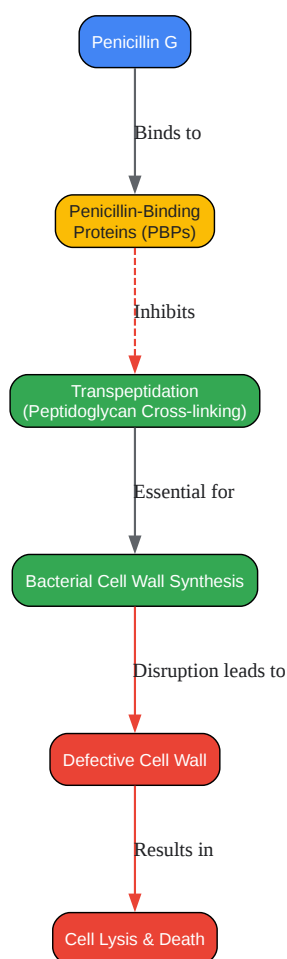 Penicillin G
Binds to
Penicillin-Binding
Proteins (PBPs)
Inhibits
Transpeptidation
(Peptidoglycan Cross-linking)
Essential for
Bacterial Cell Wall Synthesis
Disruption leads to
Defective Cell Wall
Results in
Cell Lysis & Death